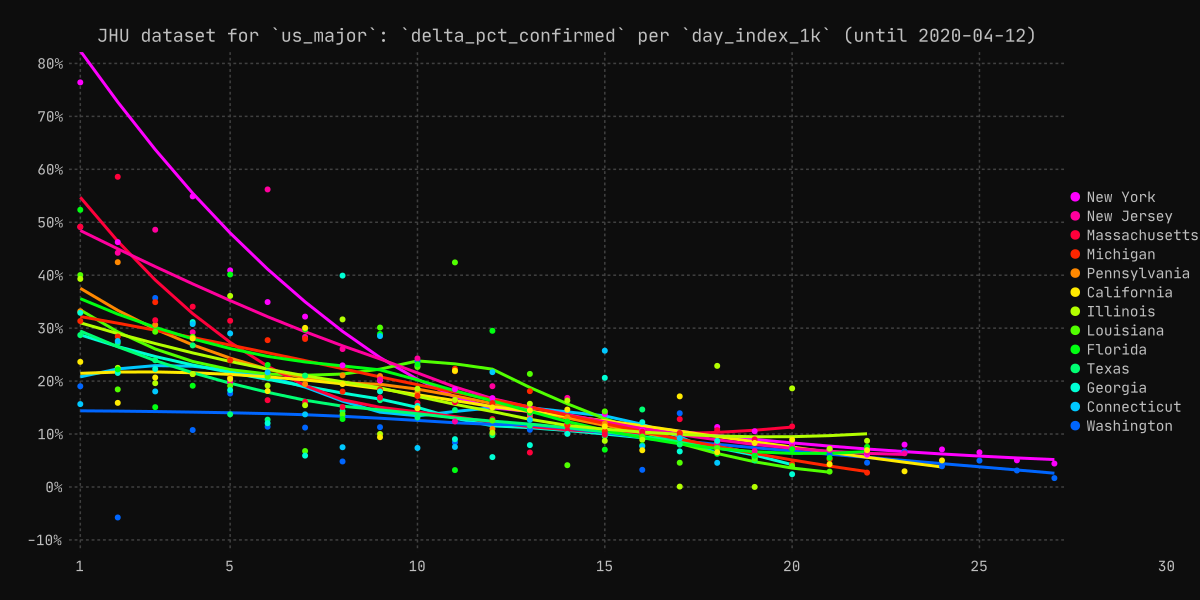 JHU dataset for `us_major`: `delta_pct_confirmed` per `day_index_1k` (until 2020-04-12)
80%
70%
60%
50%
40%
30%
20%
10%
0%
-10%
1 5 10 15 20 25 30
New York
New Jersey
Massachusetts
Michigan
Pennsylvania
California
Illinois
Louisiana
Florida
Texas
Georgia
Connecticut
Washington